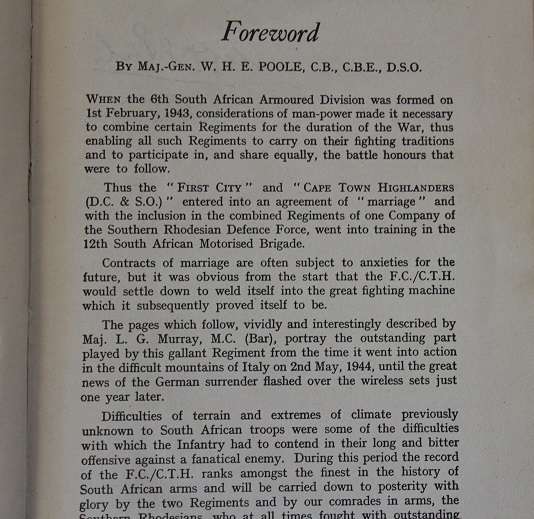 Foreword
BY MAJ.-GEN. W. H. E. POOLE, C.B., C.B.E., D.S.O.
WHEN the 6th South African Armoured Division was formed on
1st February, 1943, considerations of man-power made it necessary
to combine certain Regiments for the duration of the War, thus
enabling all such Regiments to carry on their fighting traditions
and to participate in, and share equally, the battle honours that
were to follow.
Thus the " FIRST CITY " and " CAPE TOWN HIGHLANDERS
(D.C. & S.O.) " entered into an agreement of " marriage " and
with the inclusion in the combined Regiments of one Company of
the Southern Rhodesian Defence Force, went into training in the
12th South African Motorised Brigade.
Contracts of marriage are often subject to anxieties for the
future, but it was obvious from the start that the F.C./C.T.H.
would settle down to weld itself into the great fighting machine
which it subsequently proved itself to be.
The pages which follow, vividly and interestingly described by
Maj. L. G. Murray, M.C. (Bar), portray the outstanding part
played by this gallant Regiment from the time it went into action
in the difficult mountains of Italy on 2nd May, 1944, until the great
news of the German surrender flashed over the wireless sets just
one year later.
Difficulties of terrain and extremes of climate previously
unknown to South African troops were some of the difficulties
with which the Infantry had to contend in their long and bitter
offensive against a fanatical enemy. During this period the record
of the F.C./C.T.H. ranks amongst the finest in the history of
South African arms and will be carried down to posterity with
glory by the two Regiments and by our comrades in arms, the
Southern Rhodesians, who at all times fought with outstanding